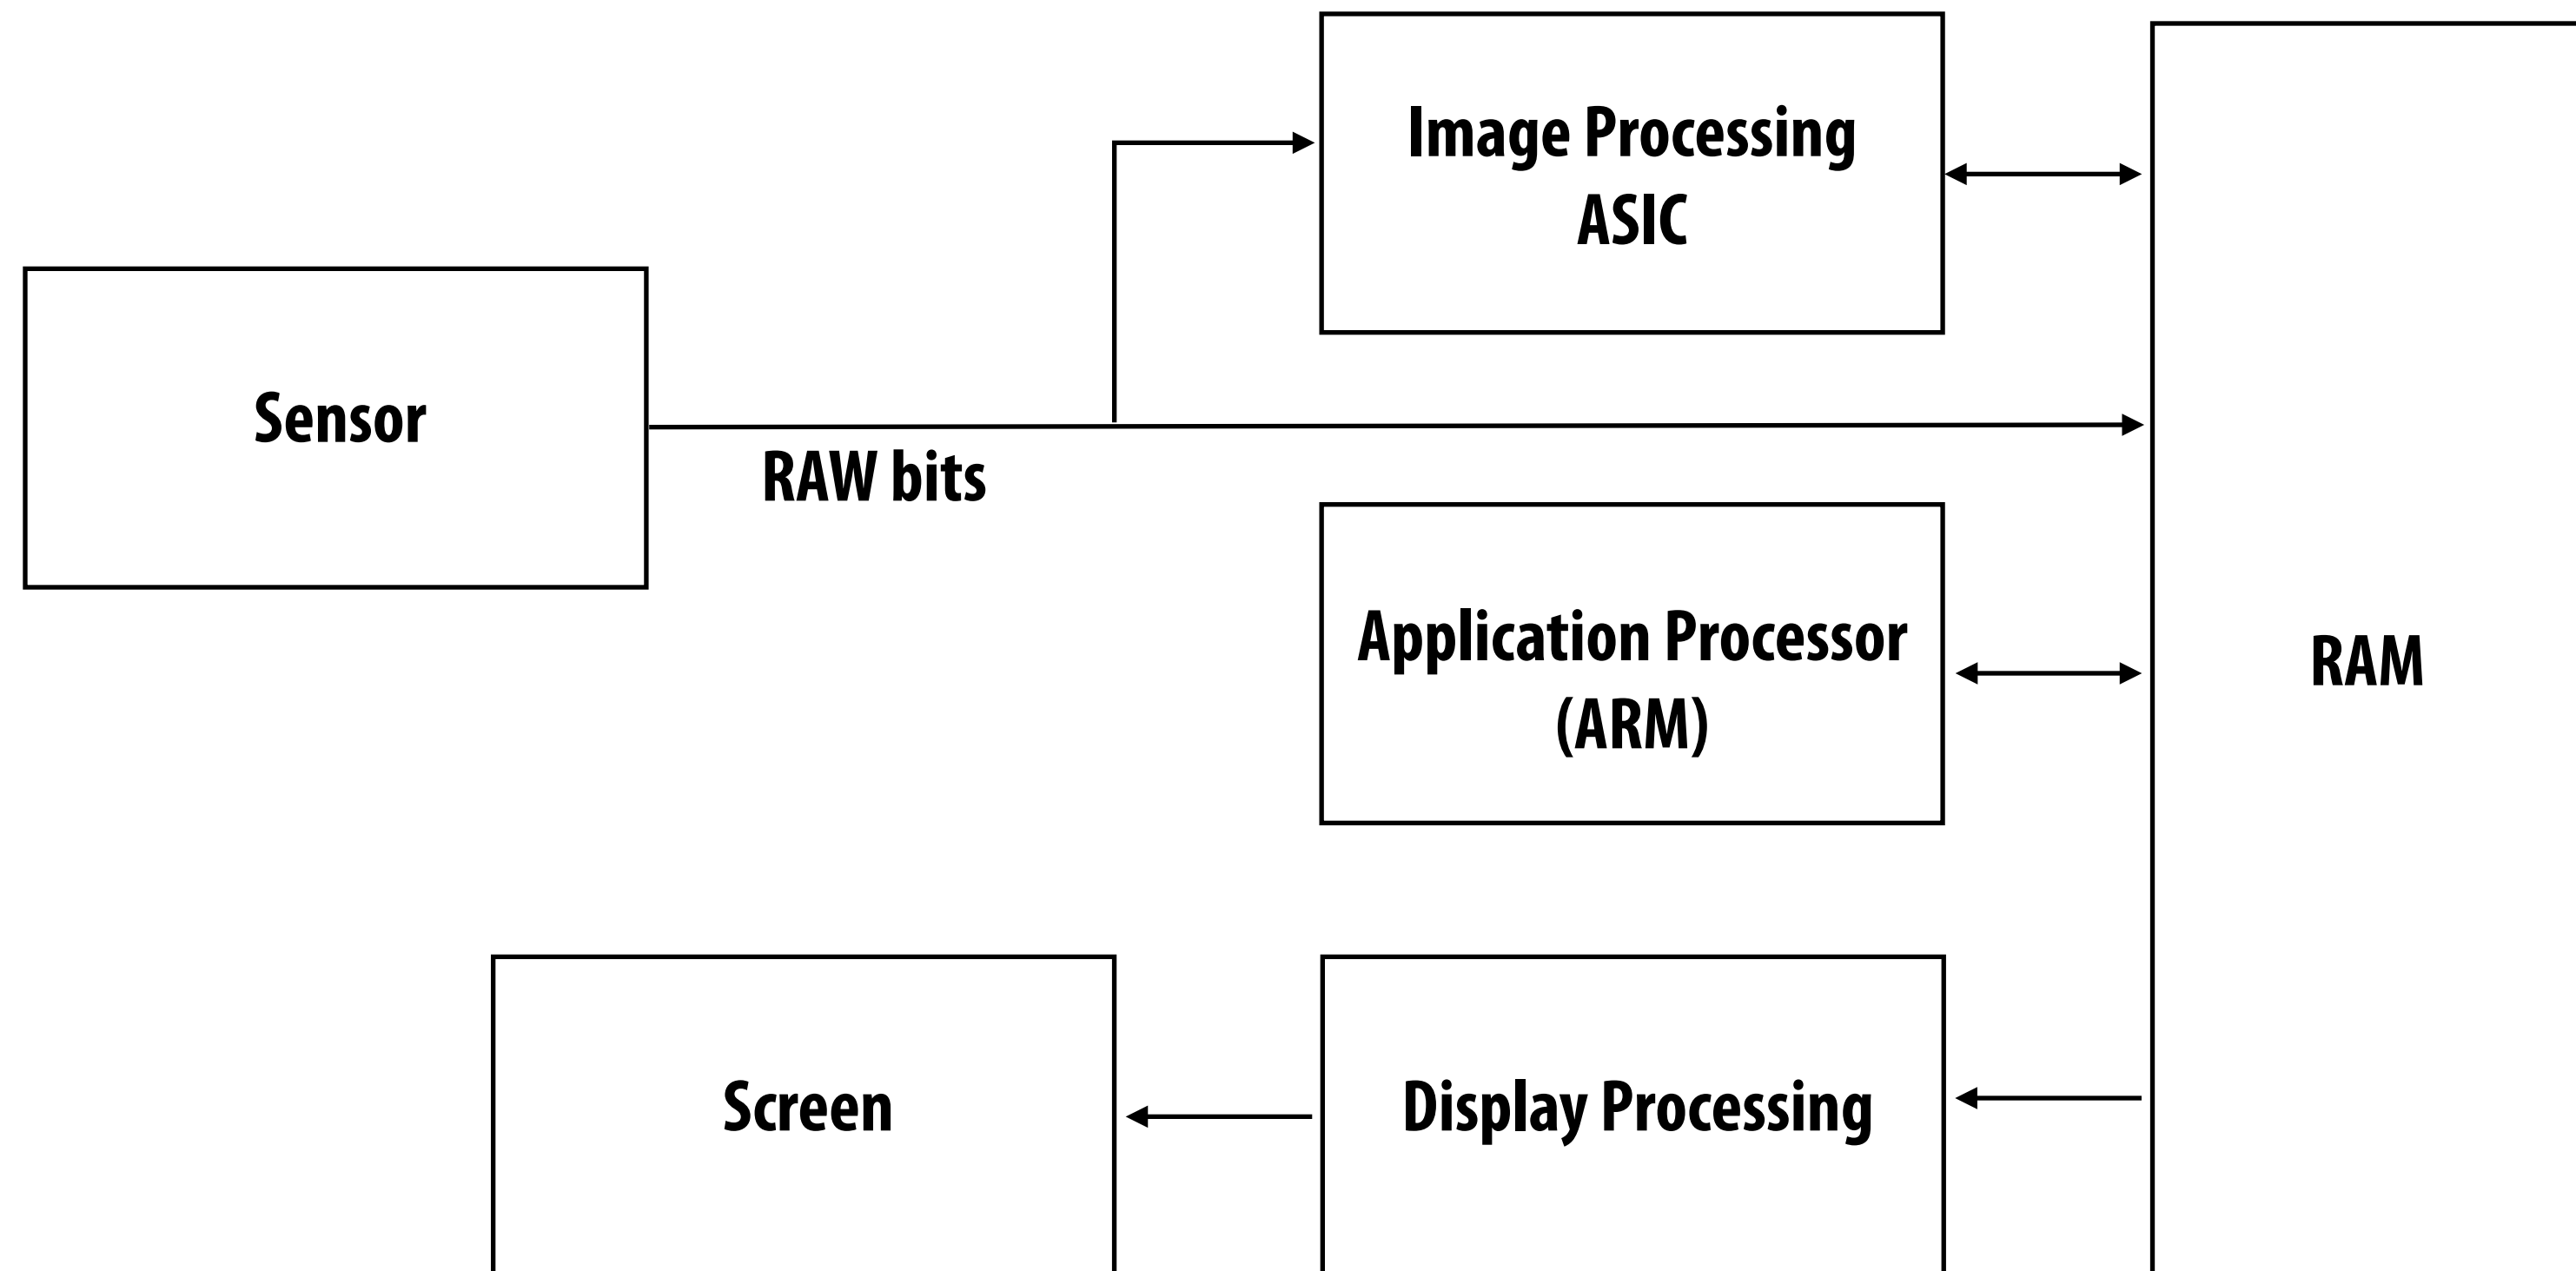 Image Processing
ASIC
Sensor
RAW bits
Application Processor
(ARM)
RAM
Screen
Display Processing